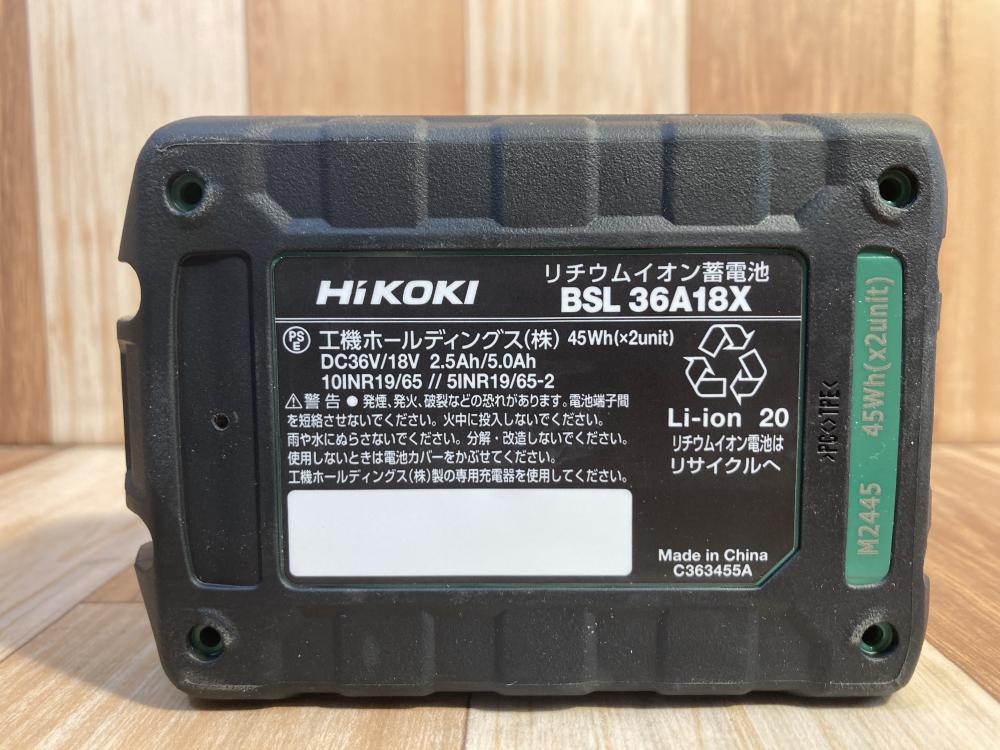 HiKOKI
リチウムイオン蓄電池
BSL 36A18X
PSE 工機ホールディングス(株) 45Wh(×2unit)
DC36V/18V 2.5Ah/5.0Ah
10INR19/65 // 5INR19/65-2
⚠警告 ● 発煙、発火、破裂などの恐れがあります。電池端子間
を短絡させないでください。火中に投入しないでください。
雨や水にぬらさないでください。分解・改造しないでください。
使用しないときは電池カバーをかぶせてください。
工機ホールディングス(株)製の専用充電器を使用してください。
Li-ion 20
リチウムイオン電池は
リサイクルへ
Made in China
C363455A
>PC<>TPE<
M2445 45Wh(x2unit)